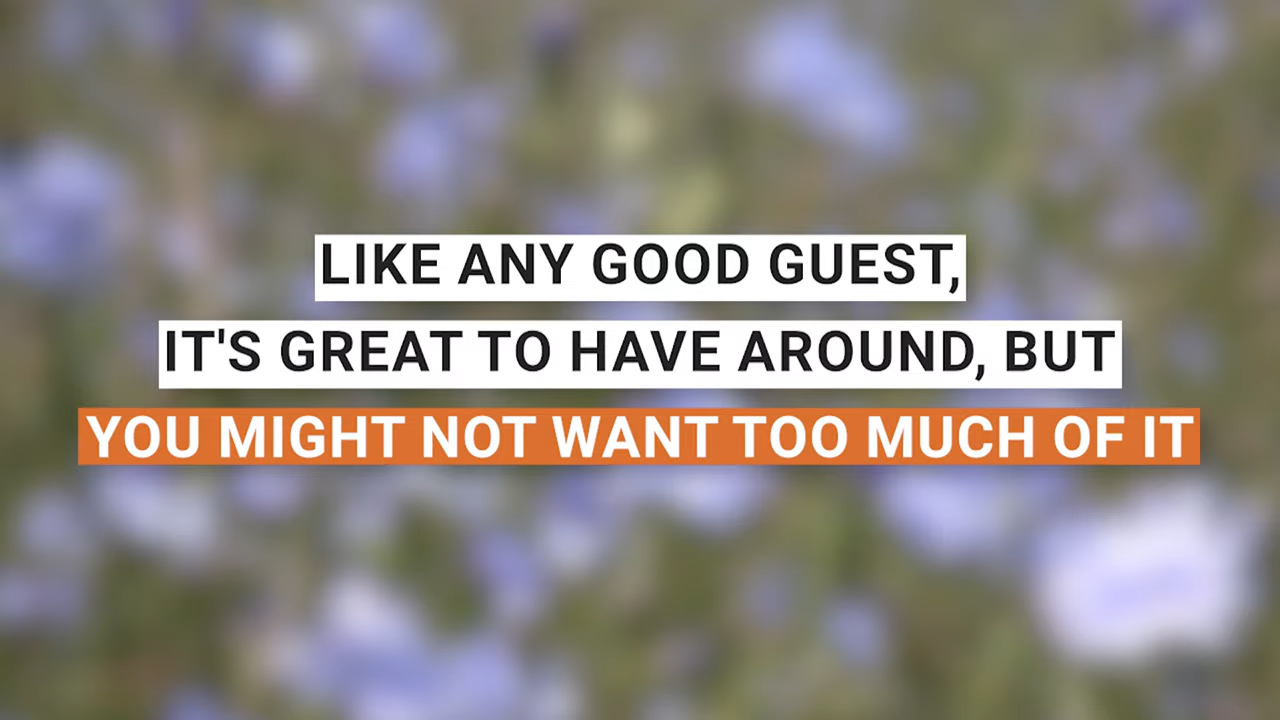 LIKE ANY GOOD GUEST,
IT'S GREAT TO HAVE AROUND, BUT
YOU MIGHT NOT WANT TOO MUCH OF IT